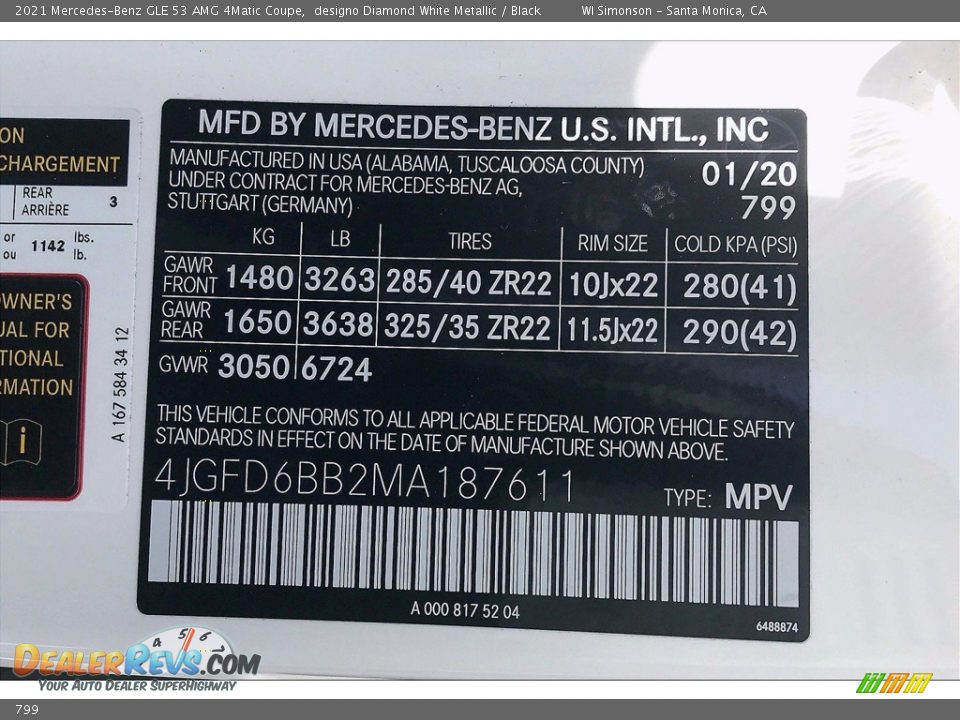 2021 Mercedes-Benz GLE 53 AMG 4Matic Coupe, designo Diamond White Metallic / Black WI Simonson - Santa Monica, CA
ON
CHARGEMENT
REAR
ARRIÈRE 3
or 1142 lbs.
ou lb.
OWNER'S
UAL FOR
TIONAL
RMATION
i
A 167 584 34 12
MFD BY MERCEDES-BENZ U.S. INTL., INC
MANUFACTURED IN USA (ALABAMA, TUSCALOOSA COUNTY) 01/20
UNDER CONTRACT FOR MERCEDES-BENZ AG,
STUTTGART (GERMANY) 799
KG LB TIRES RIM SIZE COLD KPA (PSI)
GAWR FRONT 1480 3263 285/40 ZR22 10Jx22 280(41)
GAWR REAR 1650 3638 325/35 ZR22 11.5Jx22 290(42)
GVWR 3050 6724
THIS VEHICLE CONFORMS TO ALL APPLICABLE FEDERAL MOTOR VEHICLE SAFETY
STANDARDS IN EFFECT ON THE DATE OF MANUFACTURE SHOWN ABOVE.
4JGFD6BB2MA187611 TYPE: MPV
A 000 817 52 04
6488874
4 5 6
DEALERREVS.COM
YOUR AUTO DEALER SUPERHIGHWAY
799